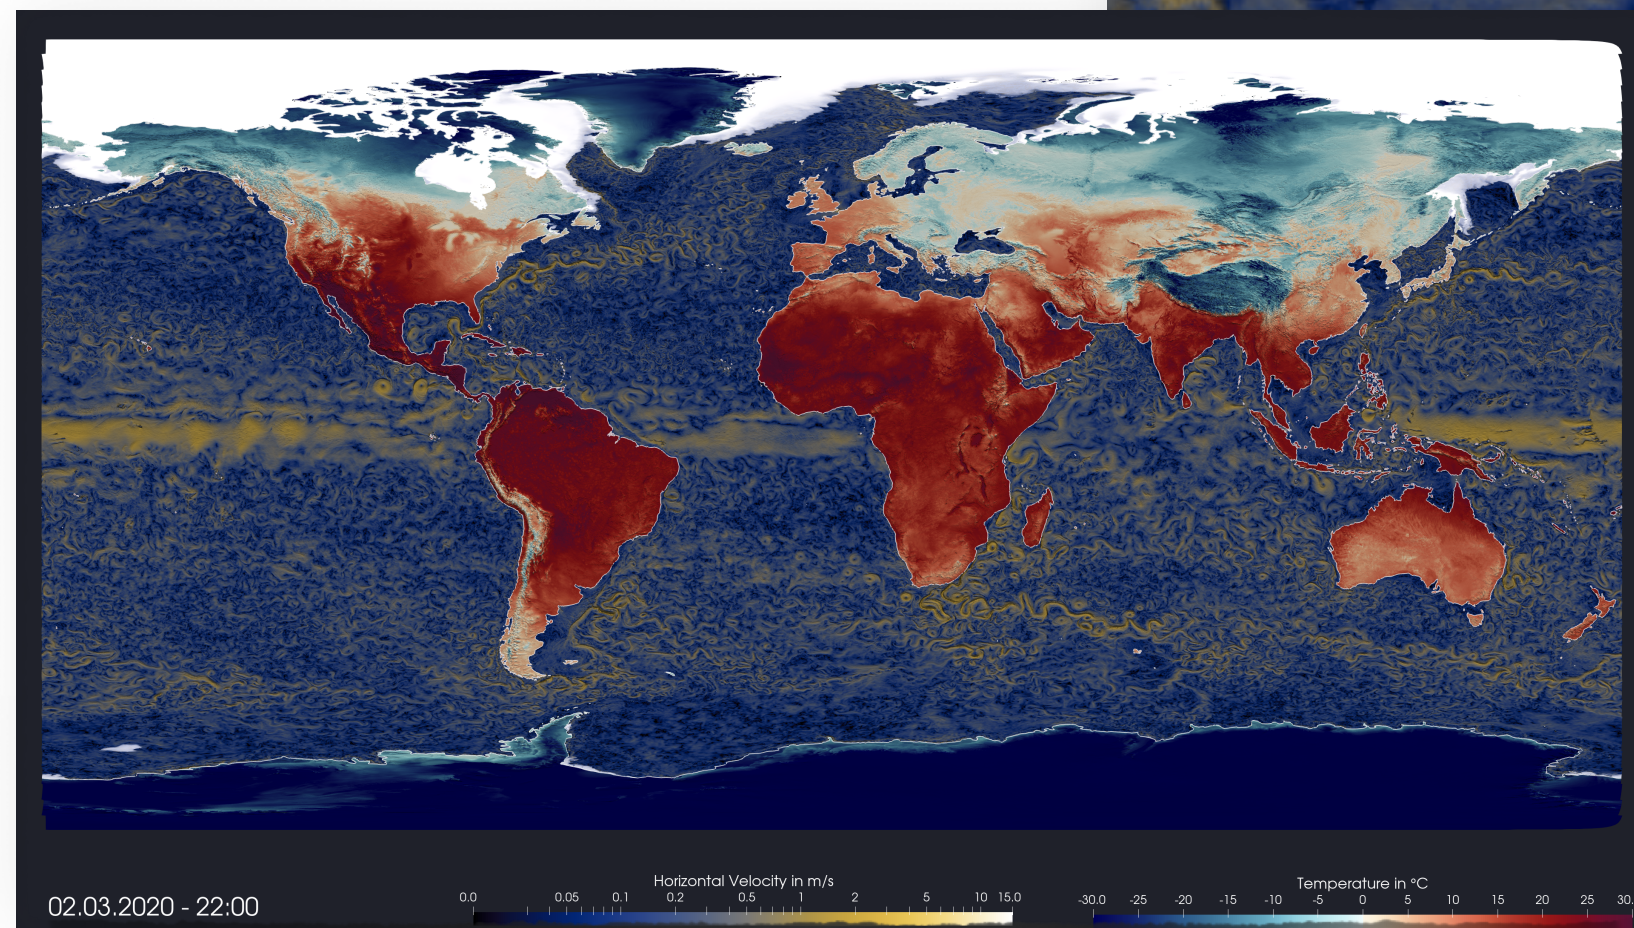 02.03.2020 - 22:00
Horizontal Velocity in m/s
0.0 0.05 0.1 0.2 0.5 1 2 5 10 15.0
Temperature in °C
-30.0 -25 -20 -15 -10 -5 0 5 10 15 20 25 30.